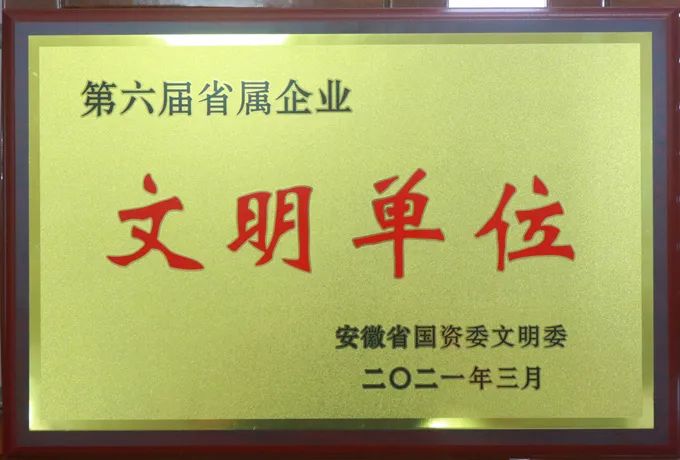 第六届省属企业
文明单位
安徽省国资委文明委
二〇二一年三月